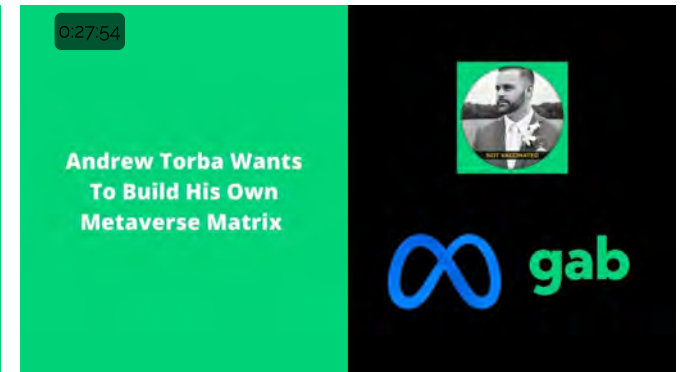 0:27:54
Andrew Torba Wants
To Build His Own
Metaverse Matrix
NOT VACCINATED
gab